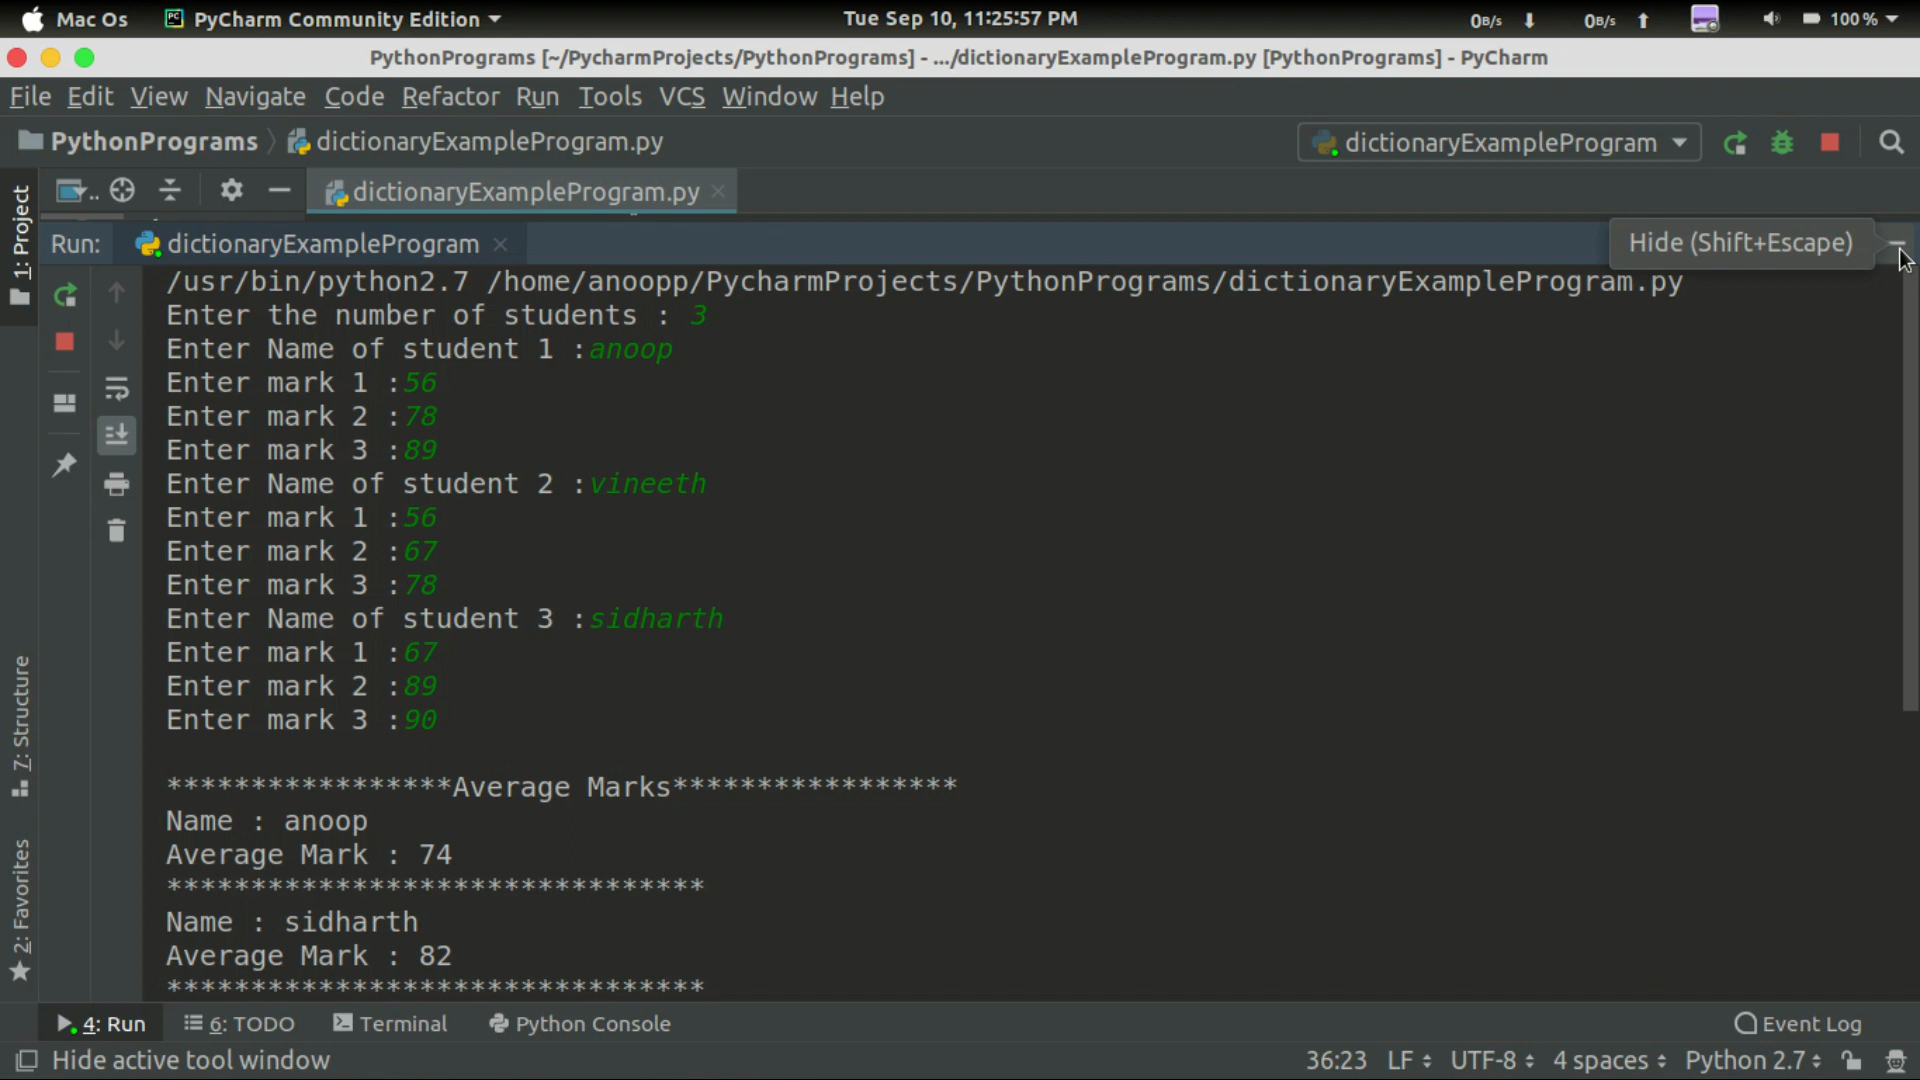 Mac Os PyCharm Community Edition Tue Sep 10, 11:25:57 PM 0B/s 0B/s 100%
PythonPrograms [~/PycharmProjects/PythonPrograms] - .../dictionaryExampleProgram.py [PythonPrograms] - PyCharm
File Edit View Navigate Code Refactor Run Tools VCS Window Help
PythonPrograms dictionaryExampleProgram.py dictionaryExampleProgram
dictionaryExampleProgram.py
1: Project
Run: dictionaryExampleProgram Hide (Shift+Escape)
/usr/bin/python2.7 /home/anoopp/PycharmProjects/PythonPrograms/dictionaryExampleProgram.py
Enter the number of students : 3
Enter Name of student 1 :anoop
Enter mark 1 :56
Enter mark 2 :78
Enter mark 3 :89
Enter Name of student 2 :vineeth
Enter mark 1 :56
Enter mark 2 :67
Enter mark 3 :78
Enter Name of student 3 :sidharth
Enter mark 1 :67
Enter mark 2 :89
Enter mark 3 :90
*****************Average Marks*****************
Name : anoop
Average Mark : 74
********************************
Name : sidharth
Average Mark : 82
********************************
7: Structure
2: Favorites
4: Run 6: TODO Terminal Python Console Event Log
Hide active tool window 36:23 LF UTF-8 4 spaces Python 2.7